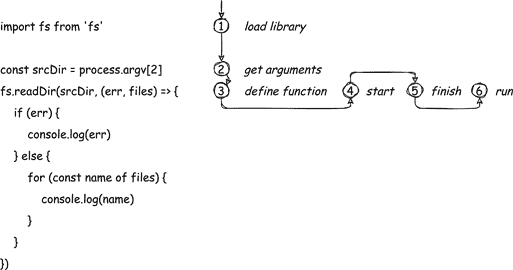 import fs from 'fs'
1 load library
const srcDir = process.argv[2]
2 get arguments
fs.readDir(srcDir, (err, files) => {
3 define function 4 start 5 finish 6 run
if (err) {
console.log(err)
} else {
for (const name of files) {
console.log(name)
}
}
})